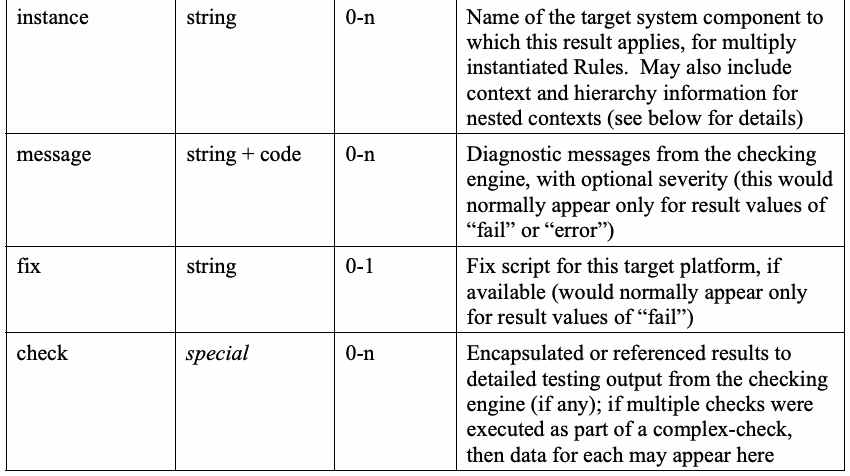 instance string 0-n Name of the target system component to
which this result applies, for multiply
instantiated Rules.  May also include
context and hierarchy information for
nested contexts (see below for details)
message string + code 0-n Diagnostic messages from the checking
engine, with optional severity (this would
normally appear only for result values of
“fail” or “error”)
fix string 0-1 Fix script for this target platform, if
available (would normally appear only
for result values of “fail”)
check special 0-n Encapsulated or referenced results to
detailed testing output from the checking
engine (if any); if multiple checks were
executed as part of a complex-check,
then data for each may appear here